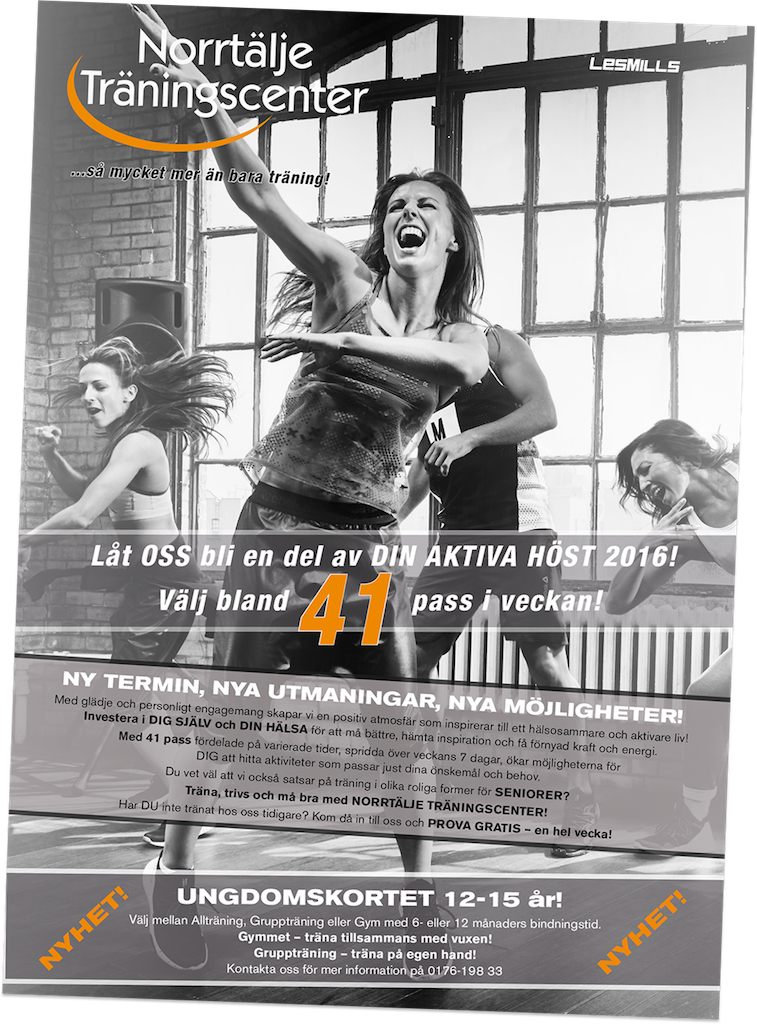 Norrtälje
Träningscenter
LESMILLS
...så mycket mer än bara träning!
M
Låt OSS bli en del av DIN AKTIVA HÖST 2016!
Välj bland 41 pass i veckan!
NY TERMIN, NYA UTMANINGAR, NYA MÖJLIGHETER!
Med glädje och personligt engagemang skapar vi en positiv atmosfär som inspirerar till ett hälsosammare och aktivare liv!
Investera i DIG SJÄLV och DIN HÄLSA för att må bättre, hämta inspiration och få förnyad kraft och energi.
Med 41 pass fördelade på varierade tider, spridda över veckans 7 dagar, ökar möjligheterna för
DIG att hitta aktiviteter som passar just dina önskemål och behov.
Du vet väl att vi också satsar på träning i olika roliga former för SENIORER?
Träna, trivs och må bra med NORRTÄLJE TRÄNINGSCENTER!
Har DU inte tränat hos oss tidigare? Kom då in till oss och PROVA GRATIS – en hel vecka!
NYHET!
UNGDOMSKORTET 12-15 år!
Välj mellan Allträning, Gruppträning eller Gym med 6- eller 12 månaders bindningstid.
Gymmet – träna tillsammans med vuxen!
Gruppträning – träna på egen hand!
Kontakta oss för mer information på 0176-198 33
NYHET!